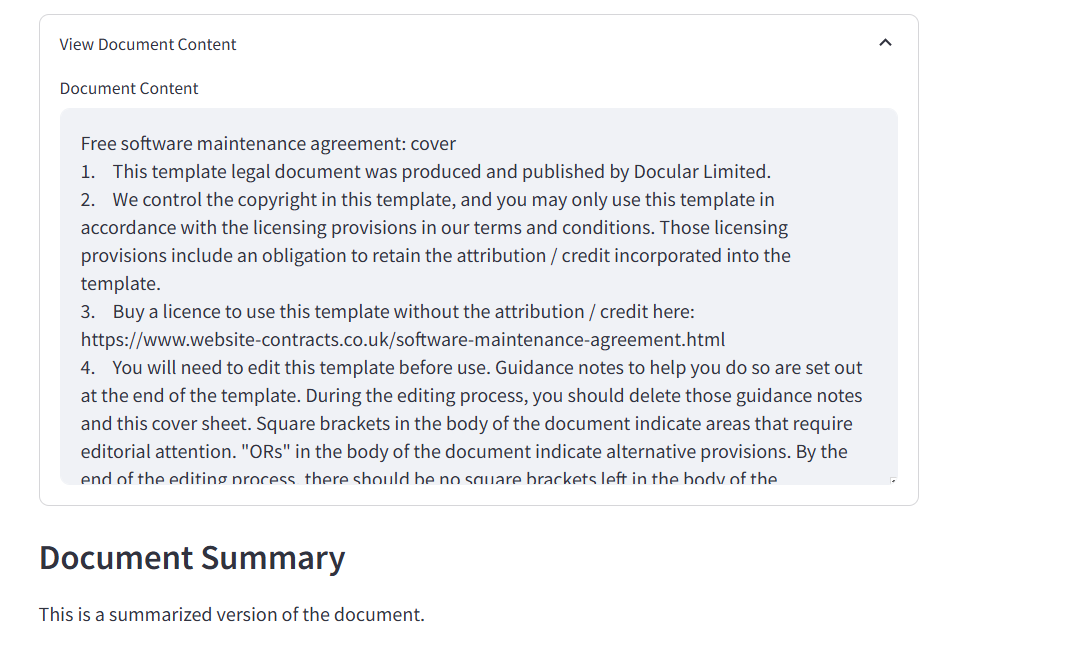 View Document Content
Document Content
Free software maintenance agreement: cover
1. This template legal document was produced and published by Docular Limited.
2. We control the copyright in this template, and you may only use this template in
accordance with the licensing provisions in our terms and conditions. Those licensing
provisions include an obligation to retain the attribution / credit incorporated into the
template.
3. Buy a licence to use this template without the attribution / credit here:
https://www.website-contracts.co.uk/software-maintenance-agreement.html
4. You will need to edit this template before use. Guidance notes to help you do so are set out
at the end of the template. During the editing process, you should delete those guidance notes
and this cover sheet. Square brackets in the body of the document indicate areas that require
editorial attention. "ORs" in the body of the document indicate alternative provisions. By the
end of the editing process, there should be no square brackets left in the body of the
Document Summary
This is a summarized version of the document.